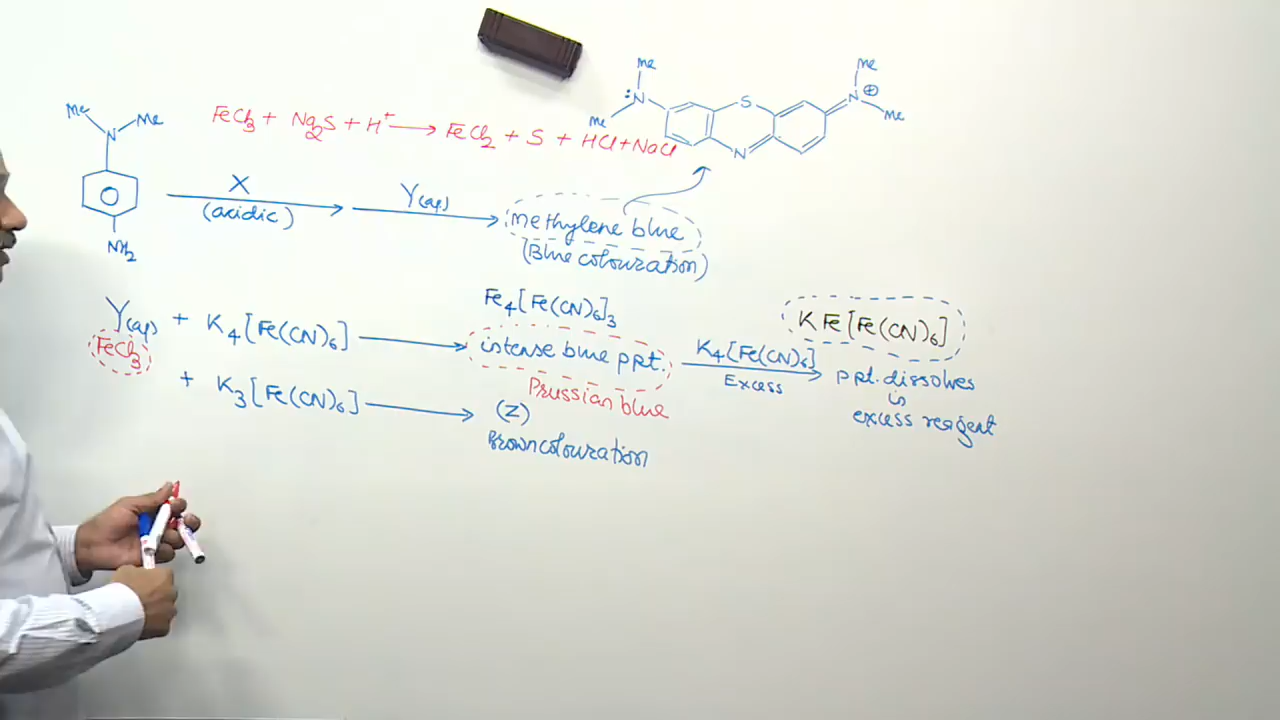 Me Me
N
NH2
FeCl3 + Na2S + H+ ⟶ FeCl2 + S + HCl + NaCl
Me Me
Me :N S N ⊕ Me
N
X
(acidic)
Y(aq)
methylene blue
(Blue colouration)
Y(aq) + K4[Fe(CN)6] ⟶ intense blue ppt.
FeCl3
Fe4[Fe(CN)6]3
Prussian blue
K4[Fe(CN)6]
Excess
KFe[Fe(CN)6]
ppt. dissolves
in
excess reagent
+ K3[Fe(CN)6] ⟶ (Z)
Brown colouration